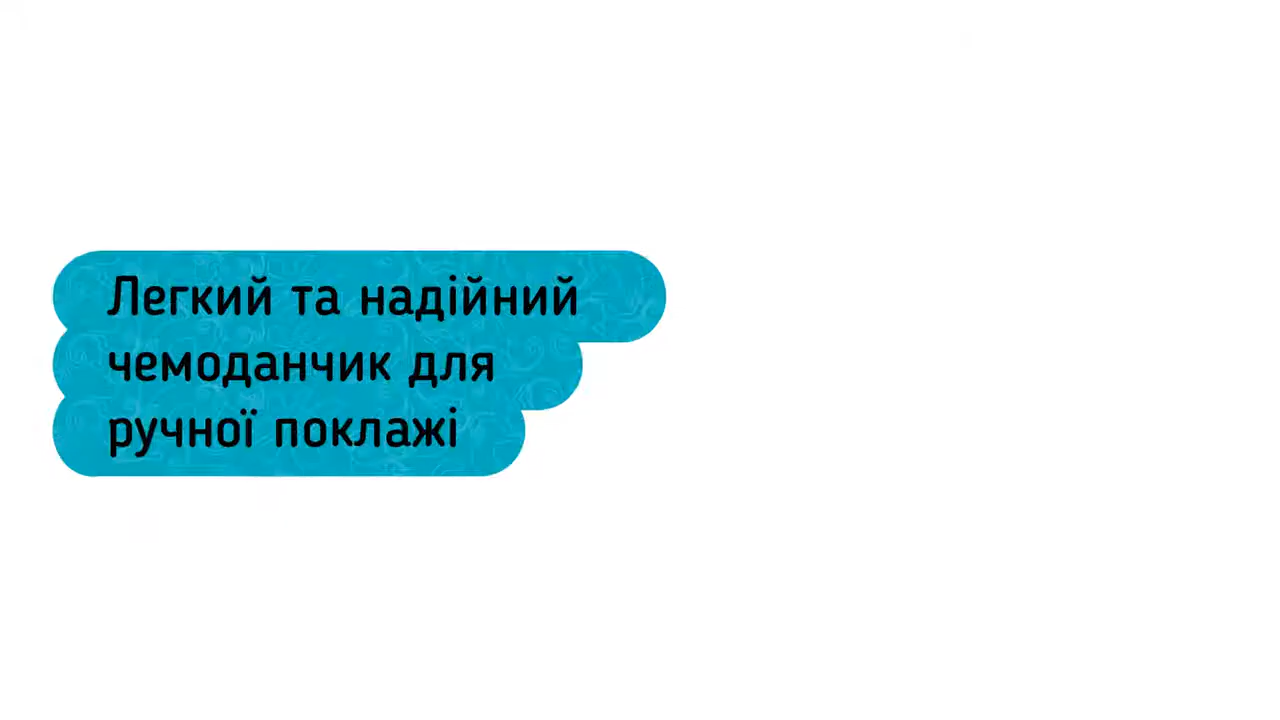 Легкий та надійний
чемоданчик для
ручної поклажі